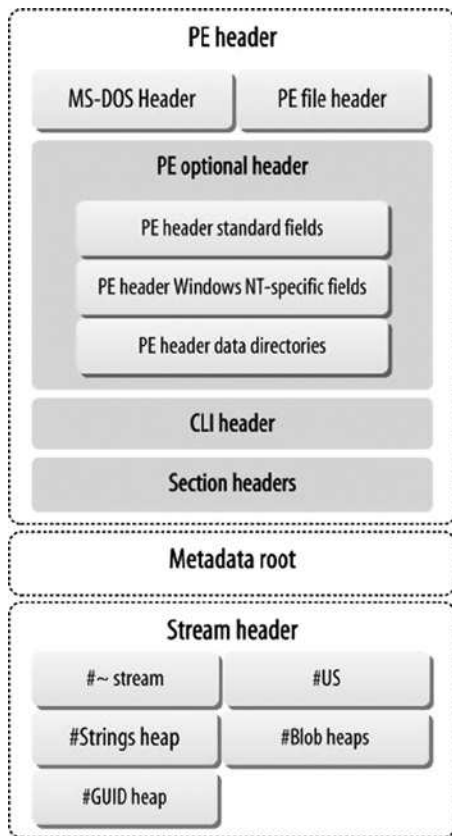 PE header
MS-DOS Header
PE file header
PE optional header
PE header standard fields
PE header Windows NT-specific fields
PE header data directories
CLI header
Section headers
Metadata root
Stream header
#~ stream
#US
#Strings heap
#Blob heaps
#GUID heap